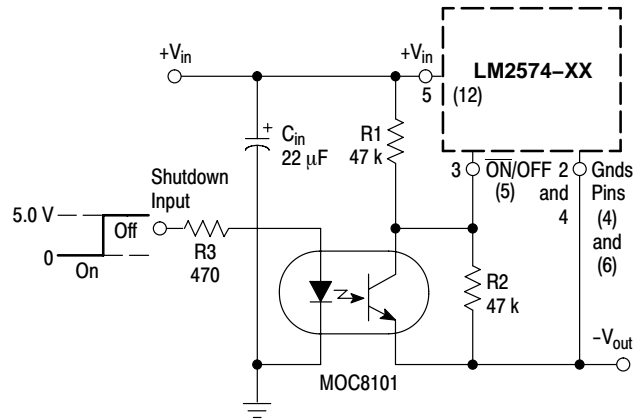 +Vin
+Vin
LM2574–XX
5
(12)
Cin
22 µF
+
R1
47 k
3
ON/OFF
(5)
2
and
4
Gnds
Pins
(4)
and
(6)
Shutdown
Input
5.0 V
Off
0
On
R3
470
R2
47 k
–Vout
MOC8101